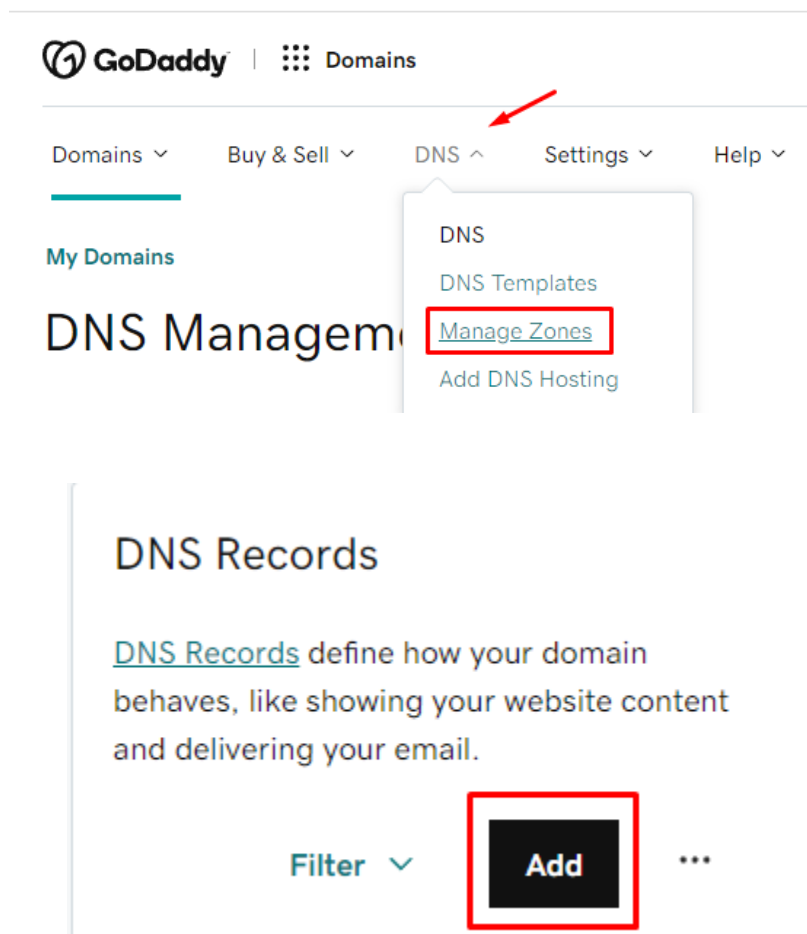 GoDaddy Domains
Domains Buy & Sell DNS Settings Help
My Domains
DNS Managem
DNS
DNS Templates
Manage Zones
Add DNS Hosting
DNS Records
DNS Records define how your domain
behaves, like showing your website content
and delivering your email.
Filter Add ...